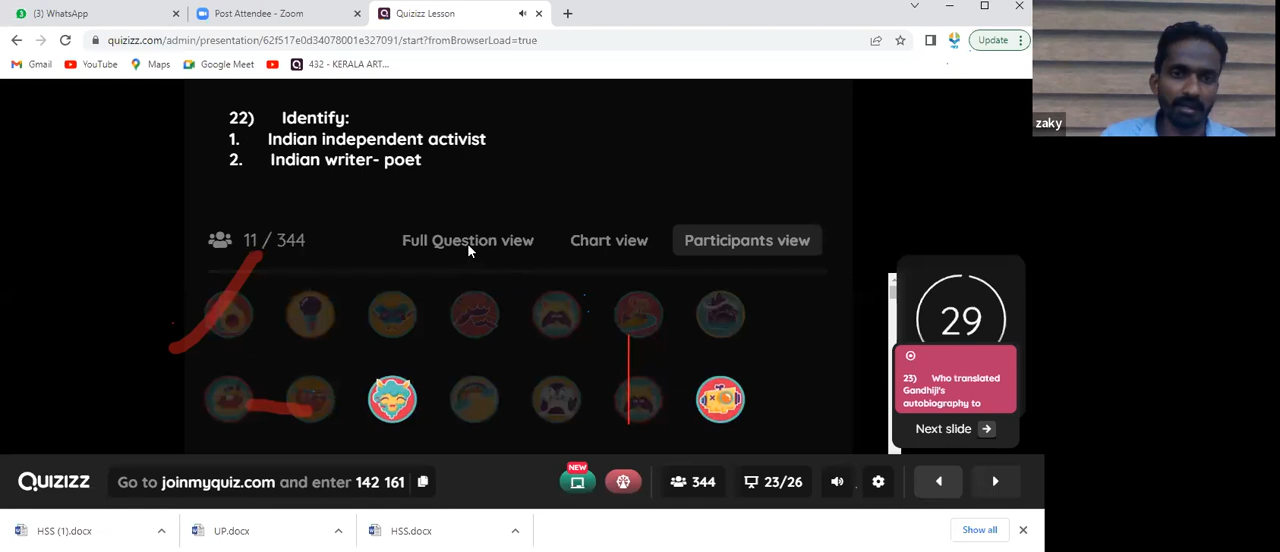 (3) WhatsApp
Post Attendee - Zoom
Quizizz Lesson
quizizz.com/admin/presentation/62f517e0d34078001e327091/start?fromBrowserLoad=true
Update
Gmail
YouTube
Maps
Google Meet
432 - KERALA ART...
zaky
22) Identify:
1. Indian independent activist
2. Indian writer- poet
11 / 344
Full Question view
Chart view
Participants view
29
23) Who translated
Gandhiji's
autobiography to
Next slide
QUIZIZZ
Go to joinmyquiz.com and enter 142 161
NEW
344
23/26
HSS (1).docx
UP.docx
HSS.docx
Show all